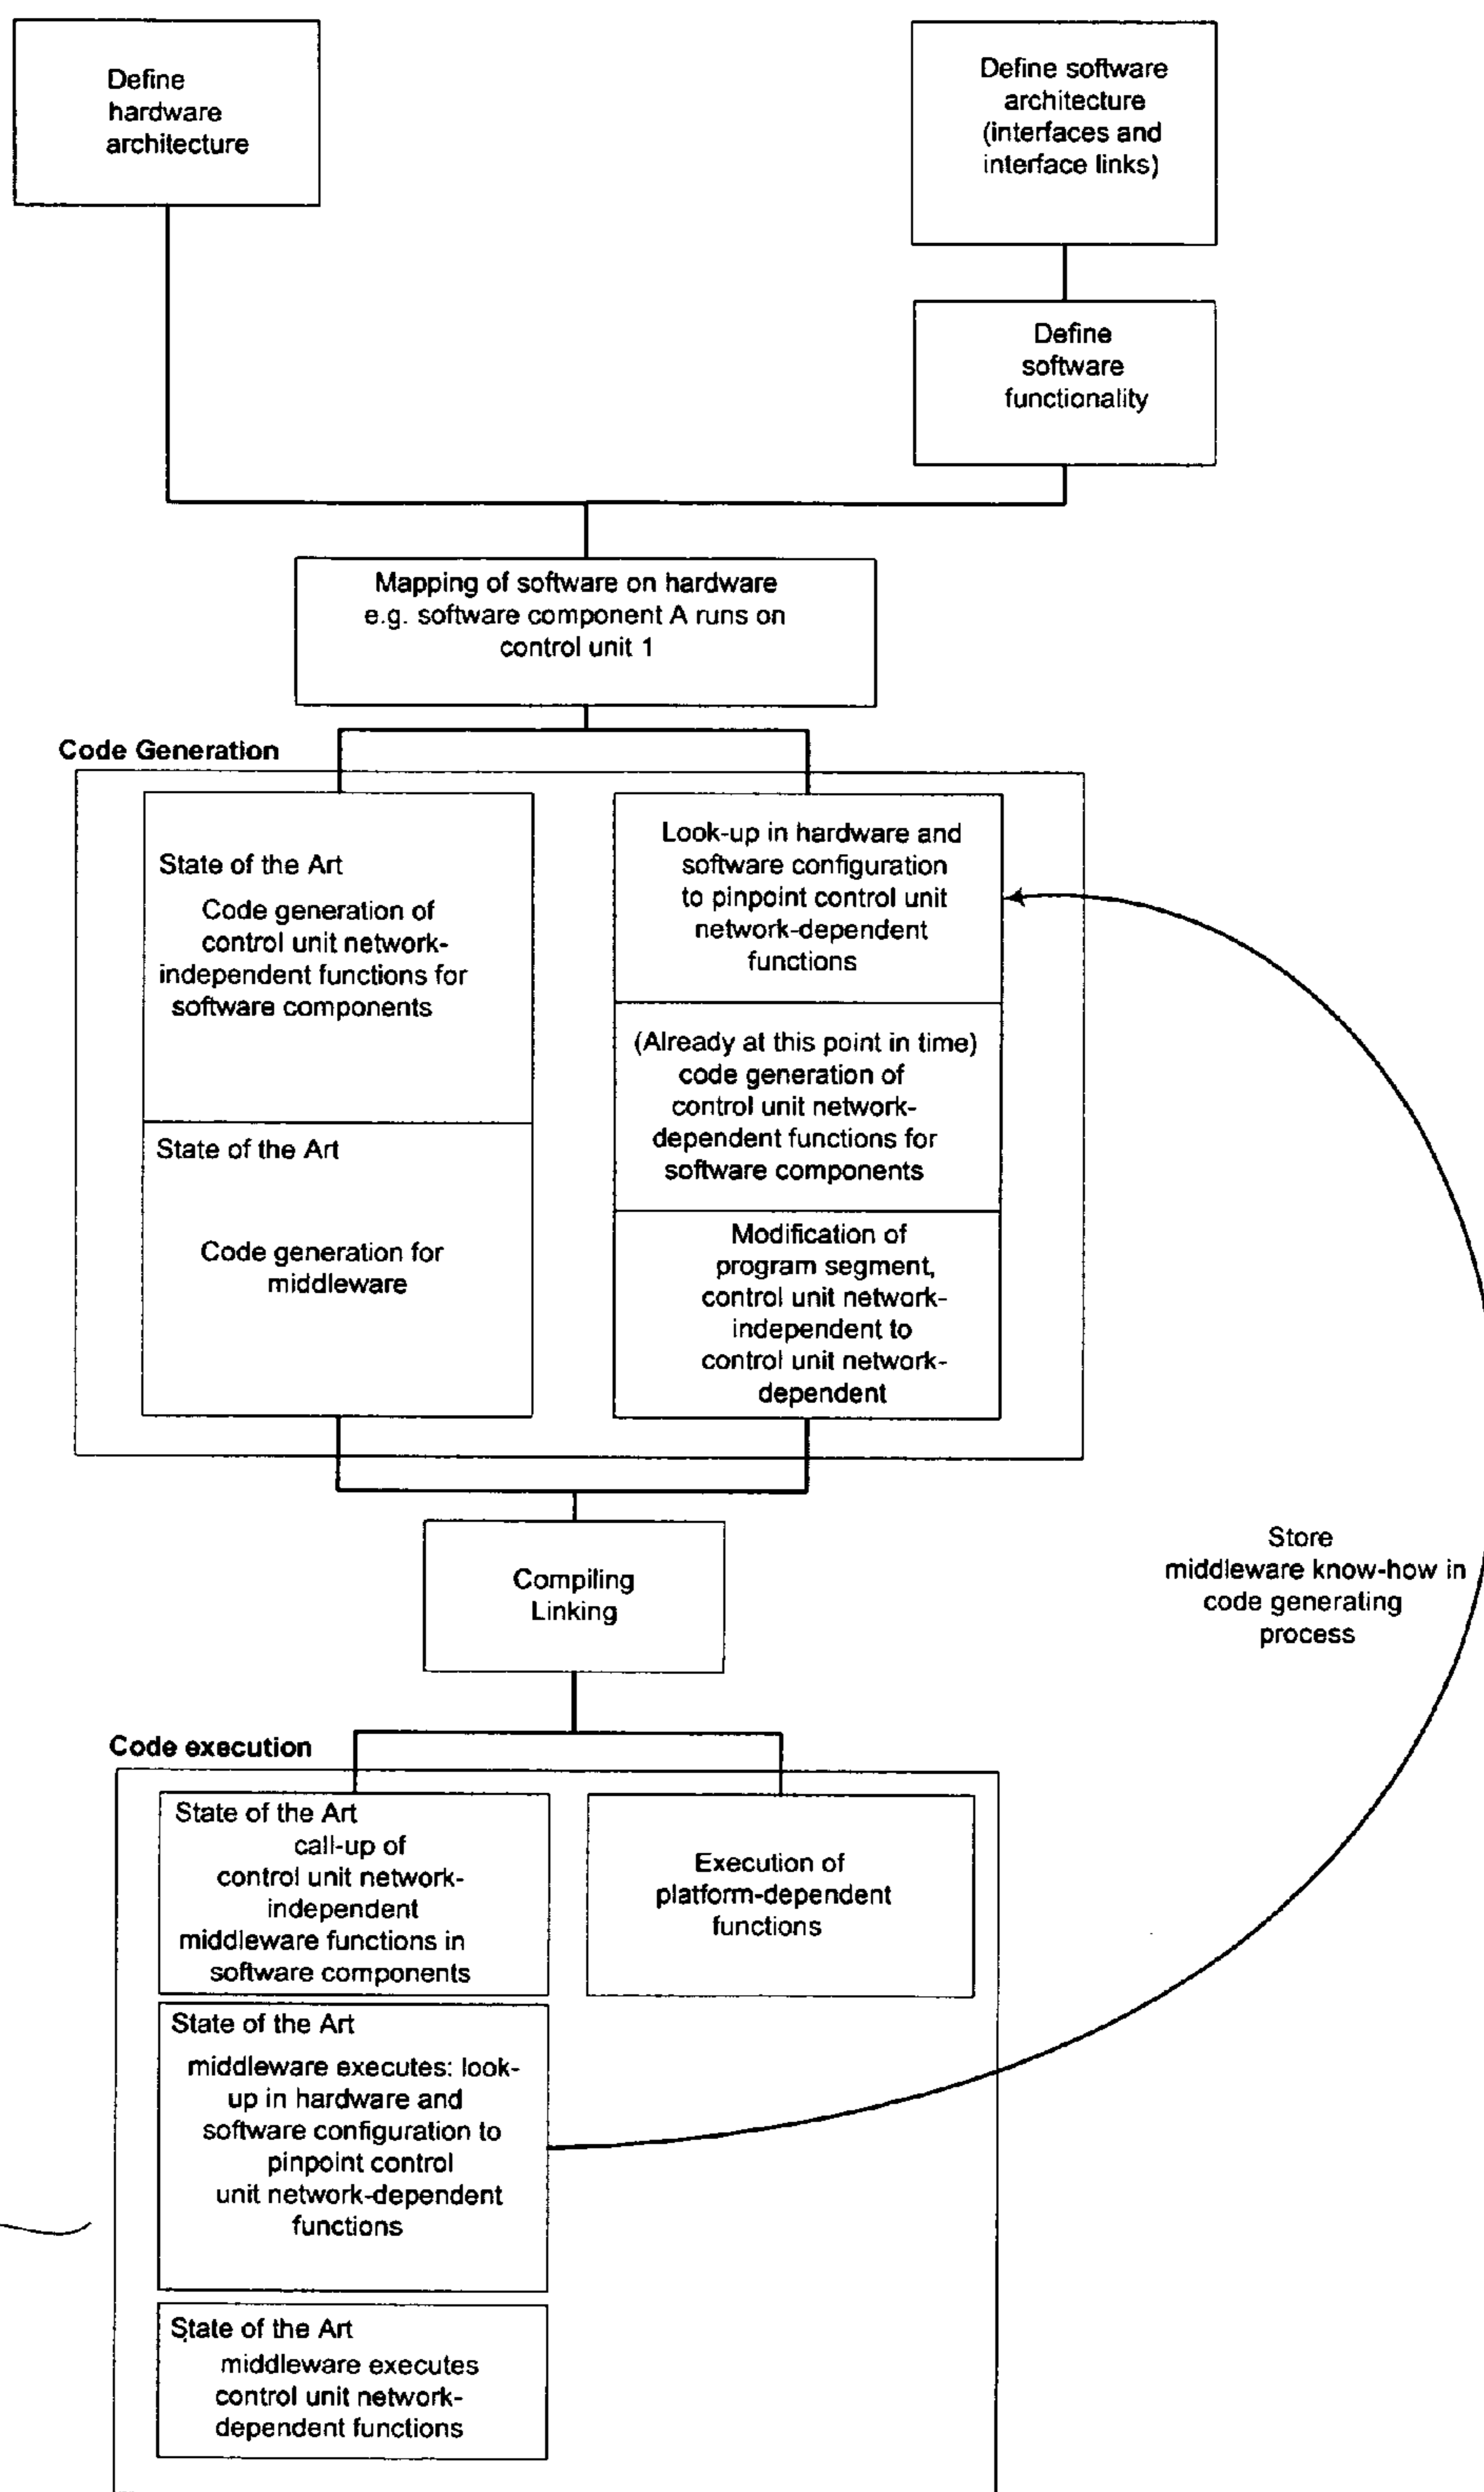 Define
hardware
architecture
Define software
architecture
(interfaces and
interface links)
Define
software
functionality
Mapping of software on hardware
e.g. software component A runs on
control unit 1
Code Generation
State of the Art
Code generation of
control unit network-
independent functions for
software components
State of the Art
Code generation for
middleware
Look-up in hardware and
software configuration
to pinpoint control unit
network-dependent
functions
(Already at this point in time)
code generation of
control unit network-
dependent functions for
software components
Modification of
program segment,
control unit network-
independent to
control unit network-
dependent
Compiling
Linking
Store
middleware know-how in
code generating
process
Code execution
State of the Art
call-up of
control unit network-
independent
middleware functions in
software components
Execution of
platform-dependent
functions
State of the Art
middleware executes: look-
up in hardware and
software configuration to
pinpoint control
unit network-dependent
functions
State of the Art
middleware executes
control unit network-
dependent functions